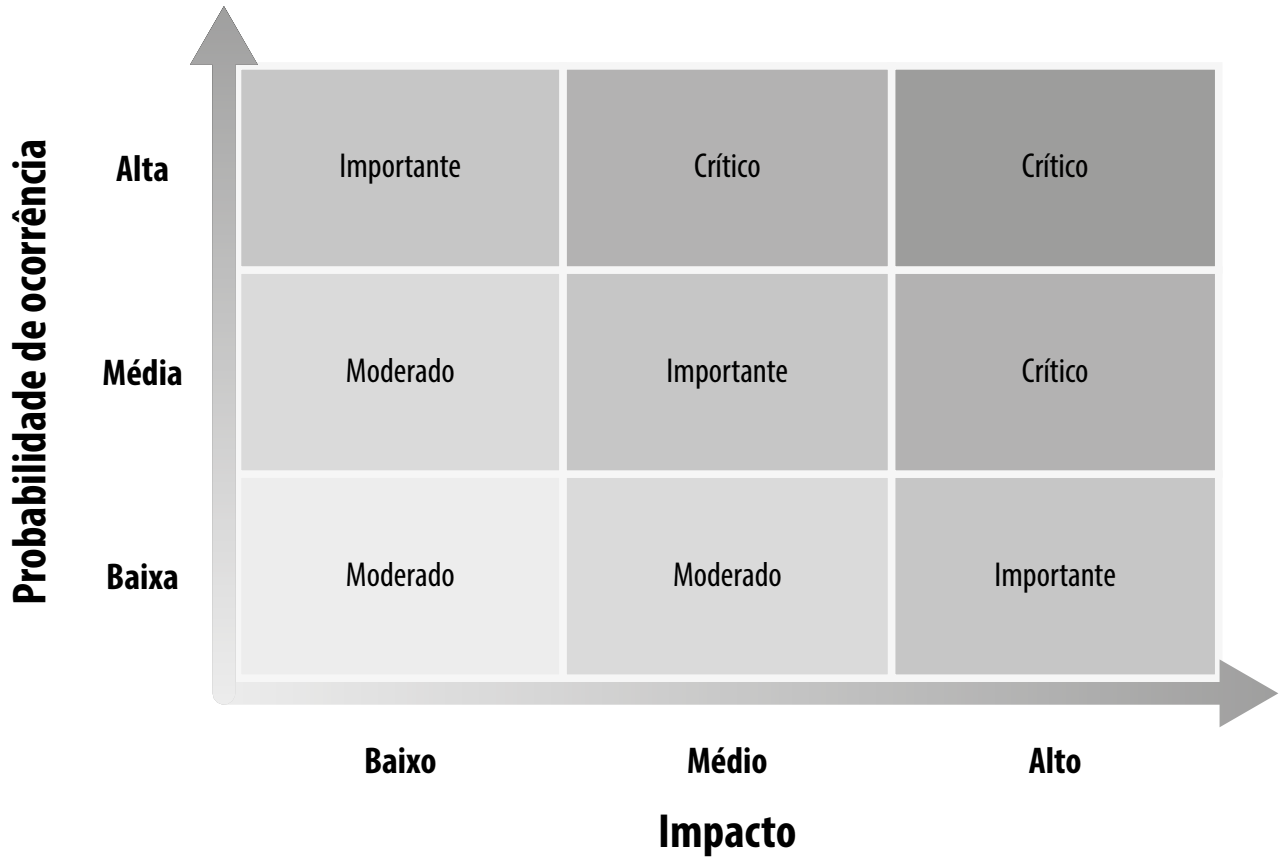 Probabilidade de ocorrência
Alta
Importante
Crítico
Crítico
Média
Moderado
Importante
Crítico
Baixa
Moderado
Moderado
Importante
Baixo
Médio
Alto
Impacto